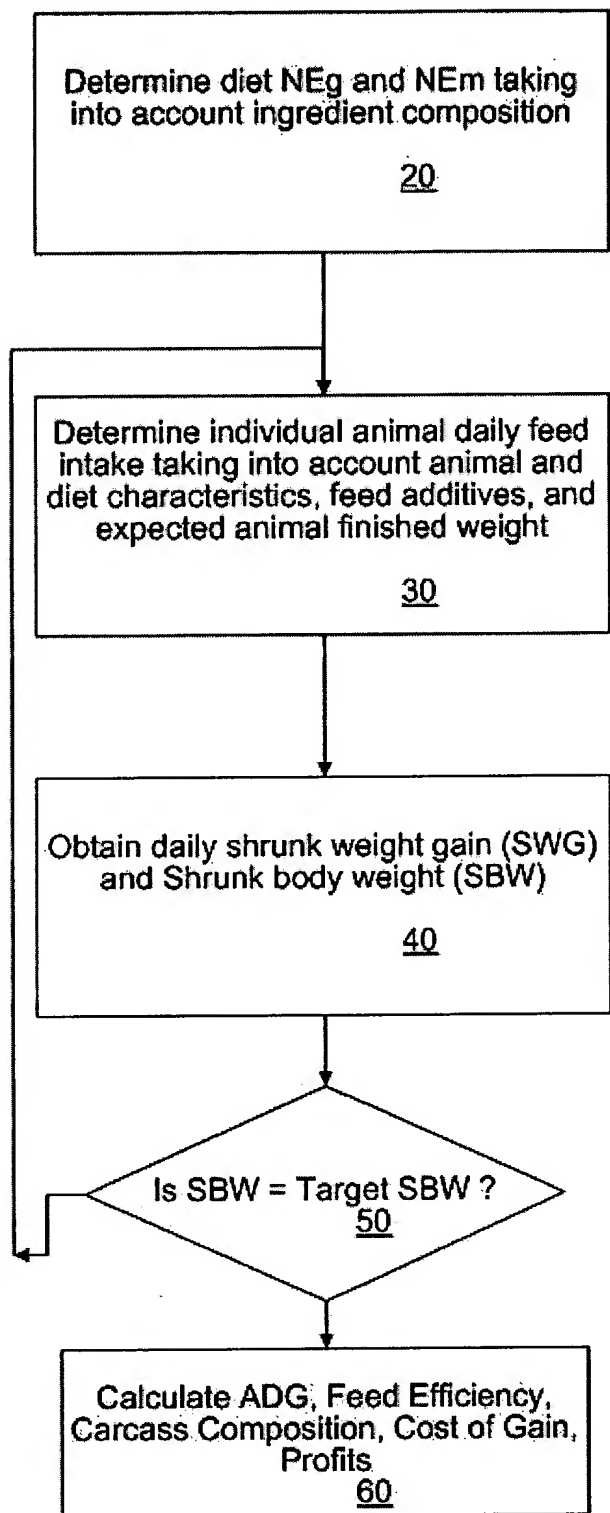 Determine diet NEg and NEm taking
into account ingredient composition
20
Determine individual animal daily feed
intake taking into account animal and
diet characteristics, feed additives, and
expected animal finished weight
30
Obtain daily shrunk weight gain (SWG)
and Shrunk body weight (SBW)
40
Is SBW = Target SBW ?
50
Calculate ADG, Feed Efficiency,
Carcass Composition, Cost of Gain,
Profits
60